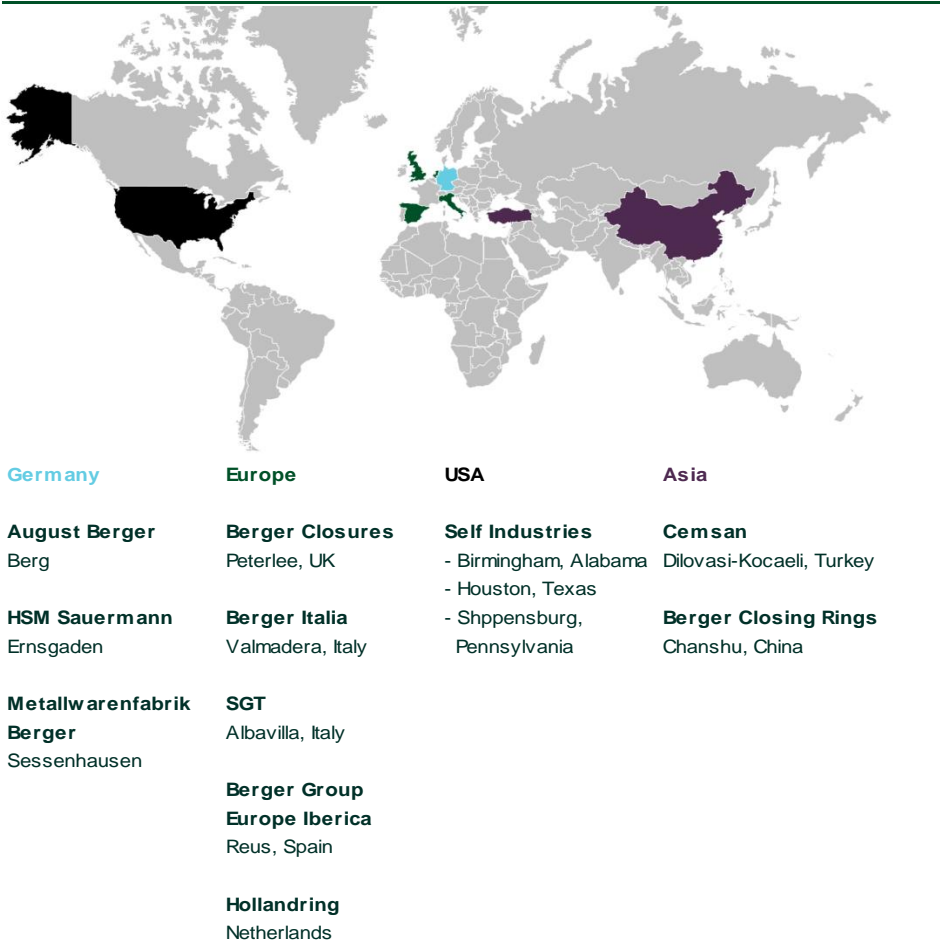 Germany
August Berger
Berg
HSM Sauermann
Ernsgaden
Metallwarenfabrik
Berger
Sessenhausen
Europe
Berger Closures
Peterlee, UK
Berger Italia
Valmadera, Italy
SGT
Albavilla, Italy
Berger Group
Europe Iberica
Reus, Spain
Hollandring
Netherlands
USA
Self Industries
- Birmingham, Alabama
- Houston, Texas
- Shppensburg,
Pennsylvania
Asia
Cemsan
Dilovasi-Kocaeli, Turkey
Berger Closing Rings
Chanshu, China